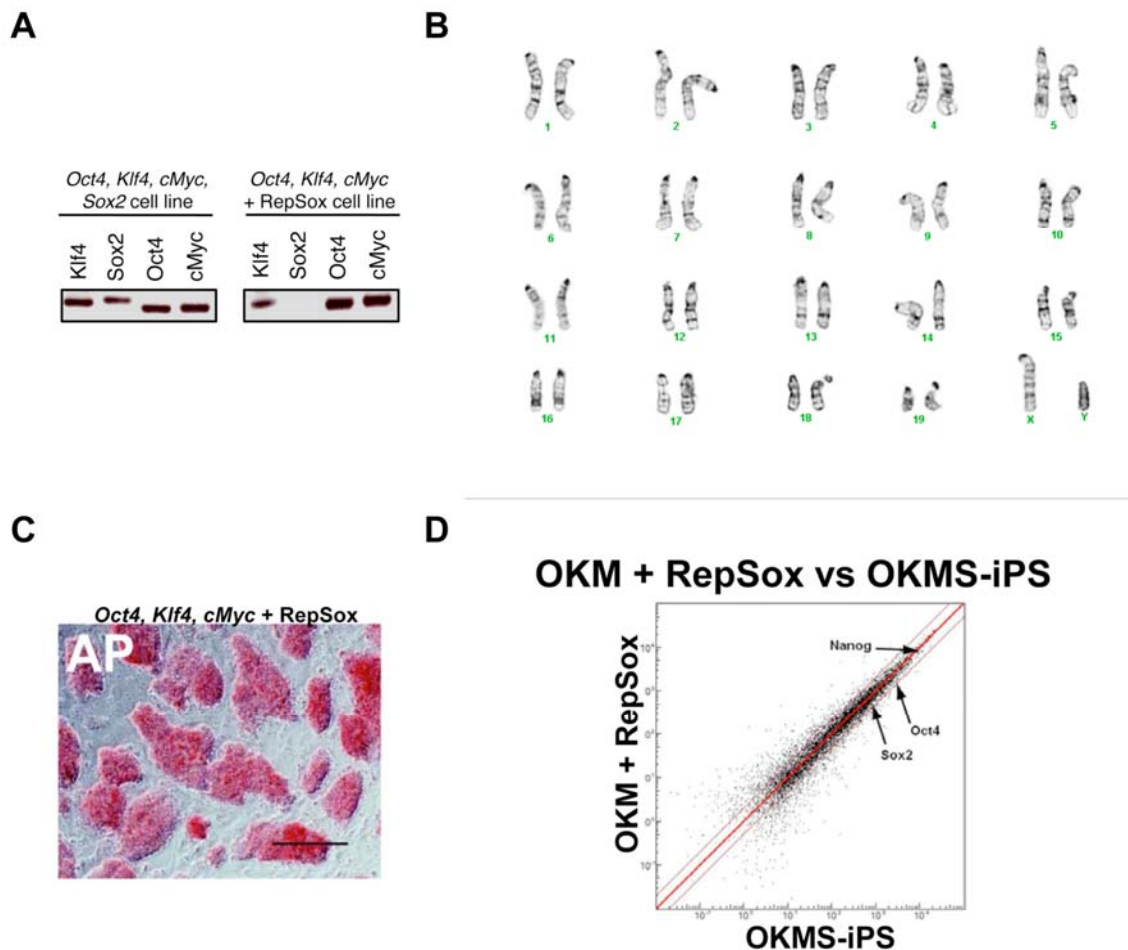 A
Oct4, Klf4, cMyc,
Sox2 cell line
Klf4
Sox2
Oct4
cMyc
Oct4, Klf4, cMyc
+ RepSox cell line
Klf4
Sox2
Oct4
cMyc
B
1
2
3
4
5
6
7
8
9
10
11
12
13
14
15
16
17
18
19
X
Y
C
Oct4, Klf4, cMyc + RepSox
AP
D
OKM + RepSox vs OKMS-iPS
OKM + RepSox
Nanog
Oct4
Sox2
OKMS-iPS